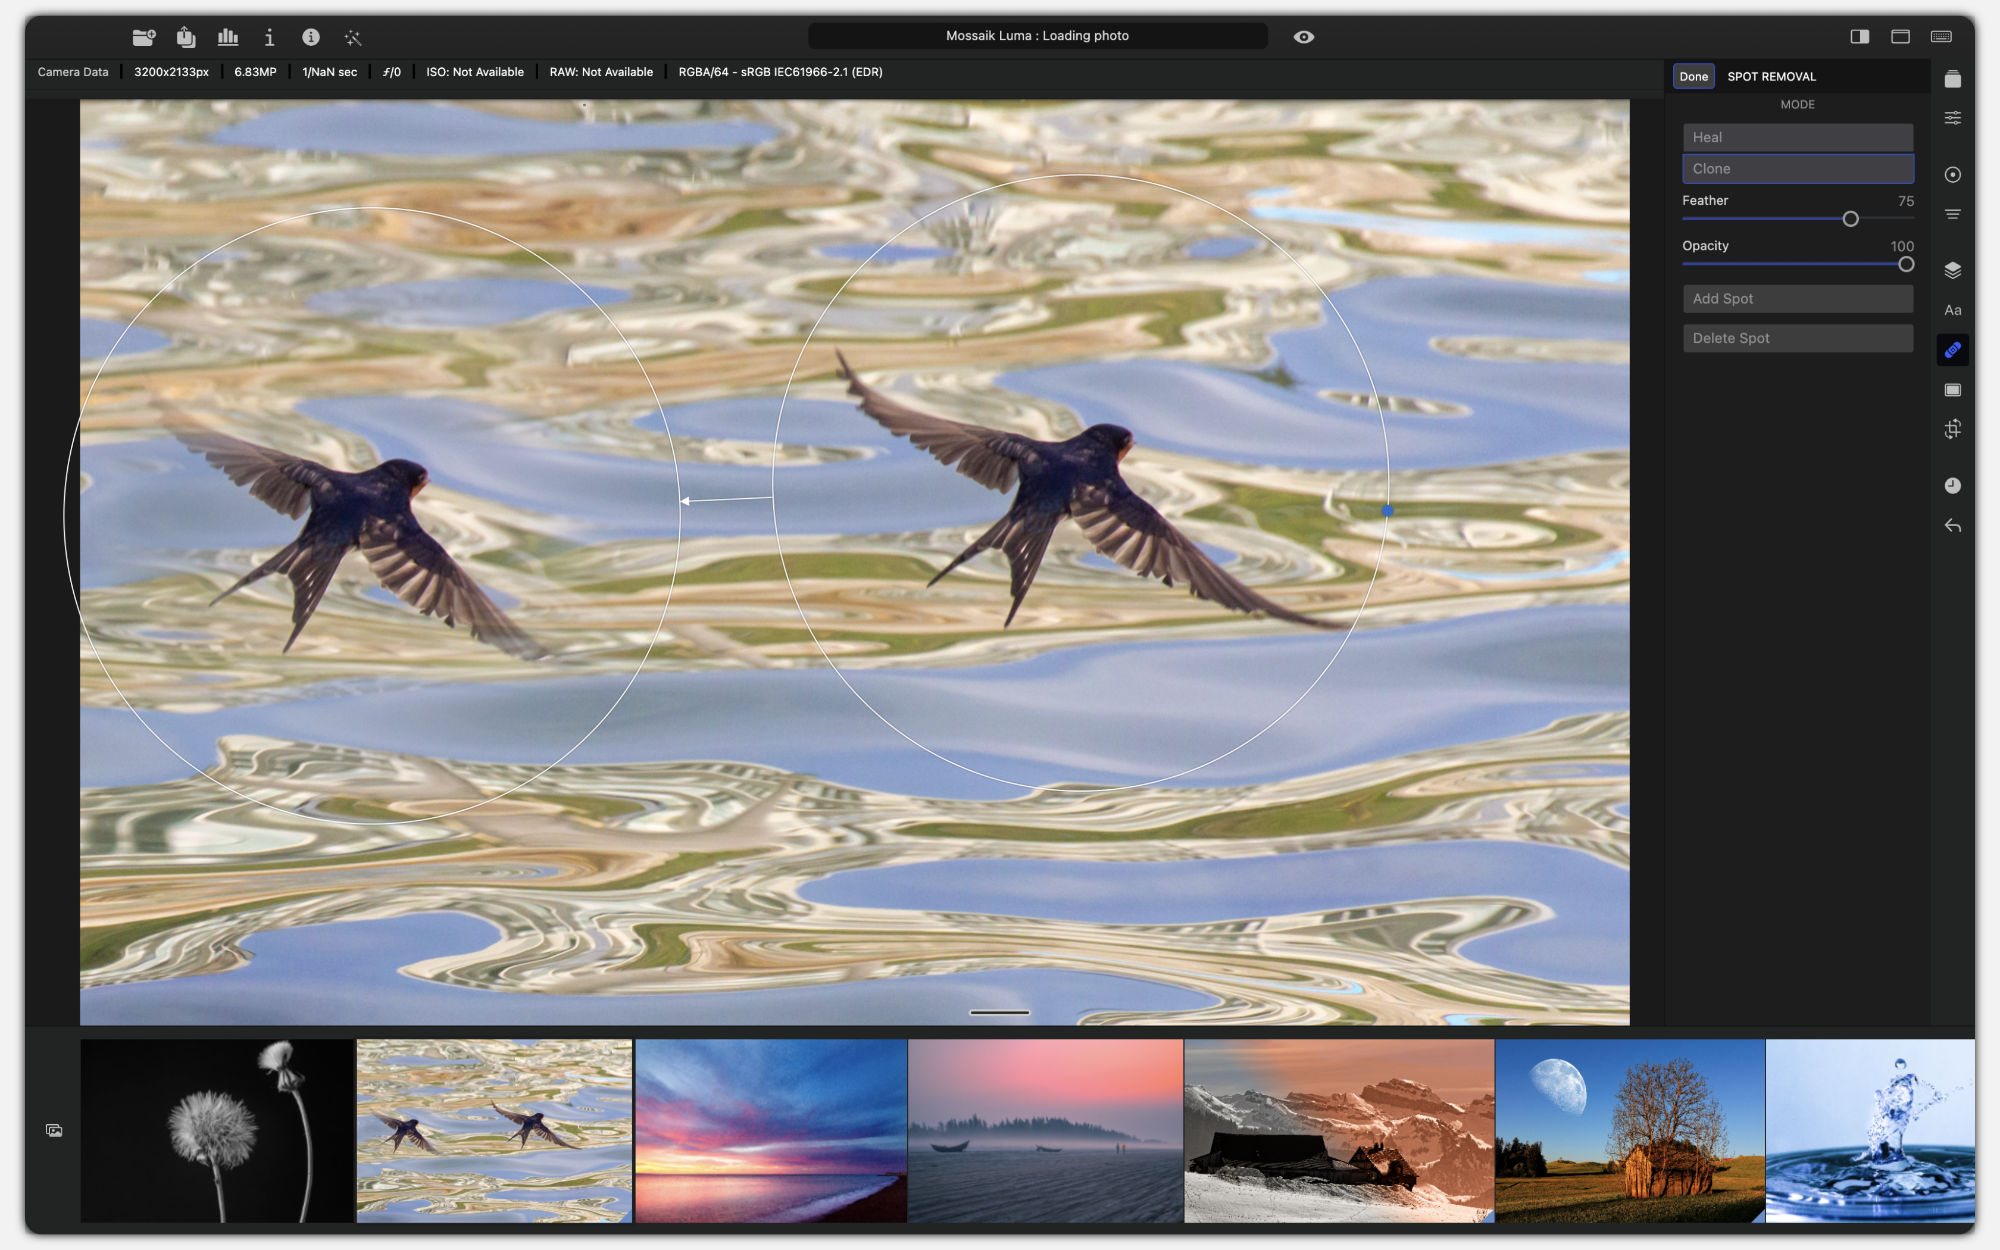 Mossaik Luma : Loading photo
Camera Data 3200x2133px 6.83MP 1/NaN sec ƒ/0 ISO: Not Available RAW: Not Available RGBA/64 - sRGB IEC61966-2.1 (EDR)
Done SPOT REMOVAL
MODE
Heal
Clone
Feather 75
Opacity 100
Add Spot
Delete Spot
Aa